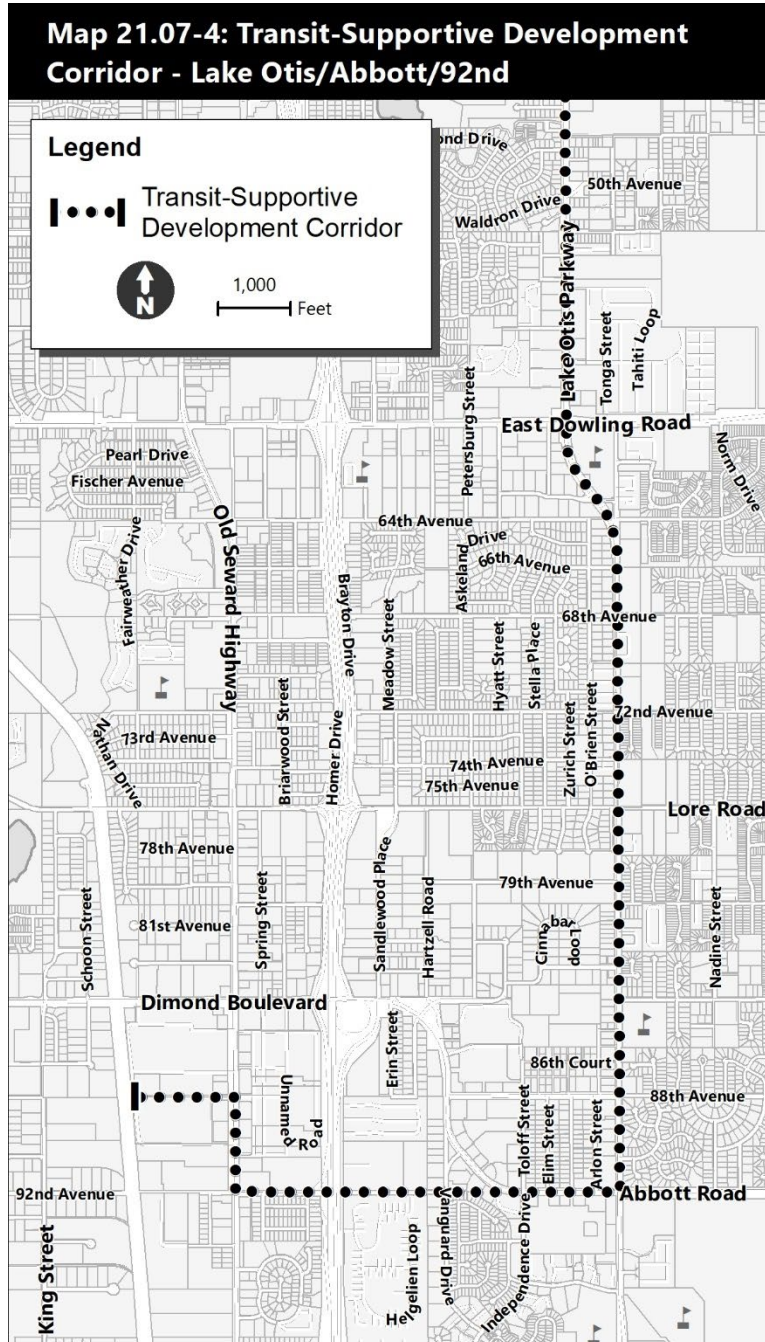 Map 21.07-4: Transit-Supportive Development
Corridor - Lake Otis/Abbott/92nd
Legend
Transit-Supportive
Development Corridor
N
1,000
Feet
ond Drive
50th Avenue
Waldron Drive
Lake Otis Parkway
Tonga Street
Tahiti Loop
Petersburg Street
East Dowling Road
Pearl Drive
Fischer Avenue
Norm Drive
Old Seward Highway
64th Avenue
Askeland Drive
66th Avenue
Fairweather Drive
Brayton Drive
68th Avenue
Meadow Street
Hyatt Street
Stella Place
72nd Avenue
Nathan Drive
73rd Avenue
Briarwood Street
Homer Drive
74th Avenue
75th Avenue
Zurich Street
O'Brien Street
Lore Road
78th Avenue
Sandlewood Place
Hartzell Road
79th Avenue
Schoon Street
81st Avenue
Spring Street
Cinnabar Loop
Nadine Street
Dimond Boulevard
Erin Street
86th Court
Unnamed Road
Toloff Street
Elim Street
Arlon Street
88th Avenue
92nd Avenue
Abbott Road
King Street
Helgelien Loop
Vanguard Drive
Independence Drive